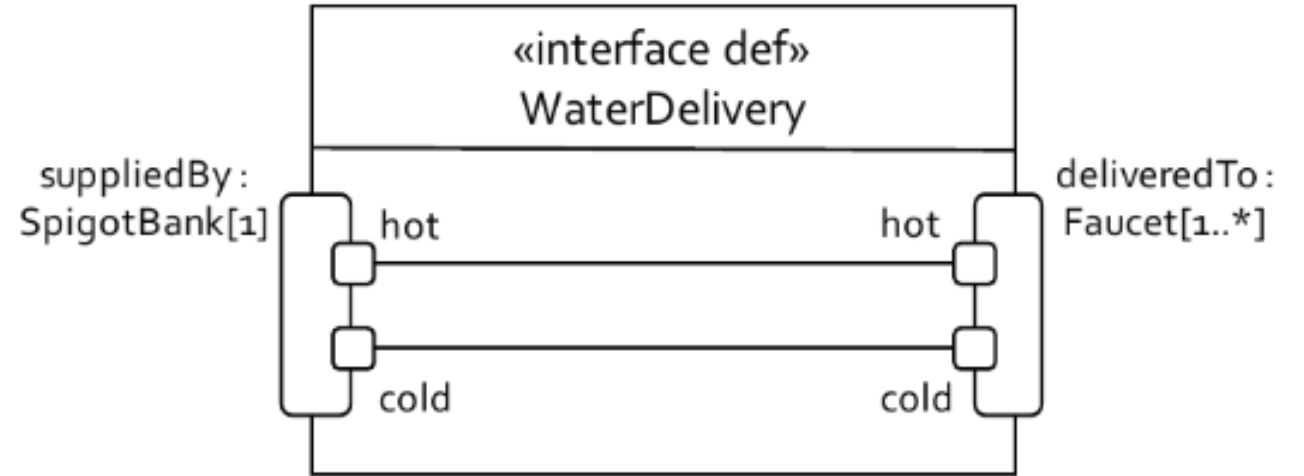 «interface def»
WaterDelivery
suppliedBy:
SpigotBank[1]
deliveredTo:
Faucet[1..*]
hot
hot
cold
cold